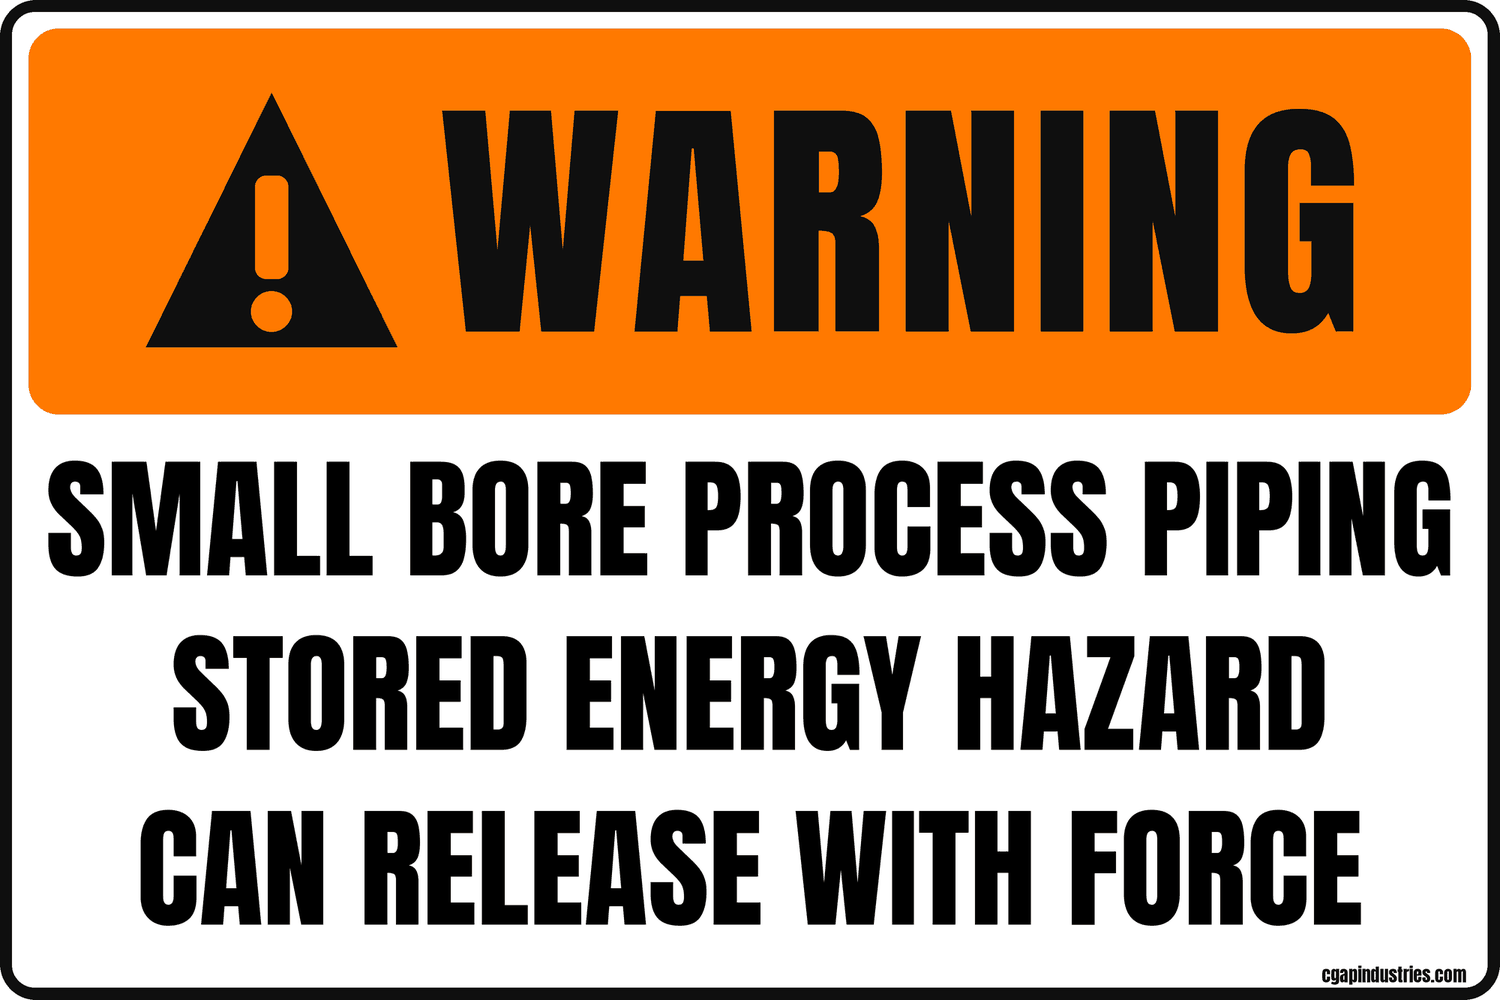 WARNING
SMALL BORE PROCESS PIPING
STORED ENERGY HAZARD
CAN RELEASE WITH FORCE
cgapindustries.com